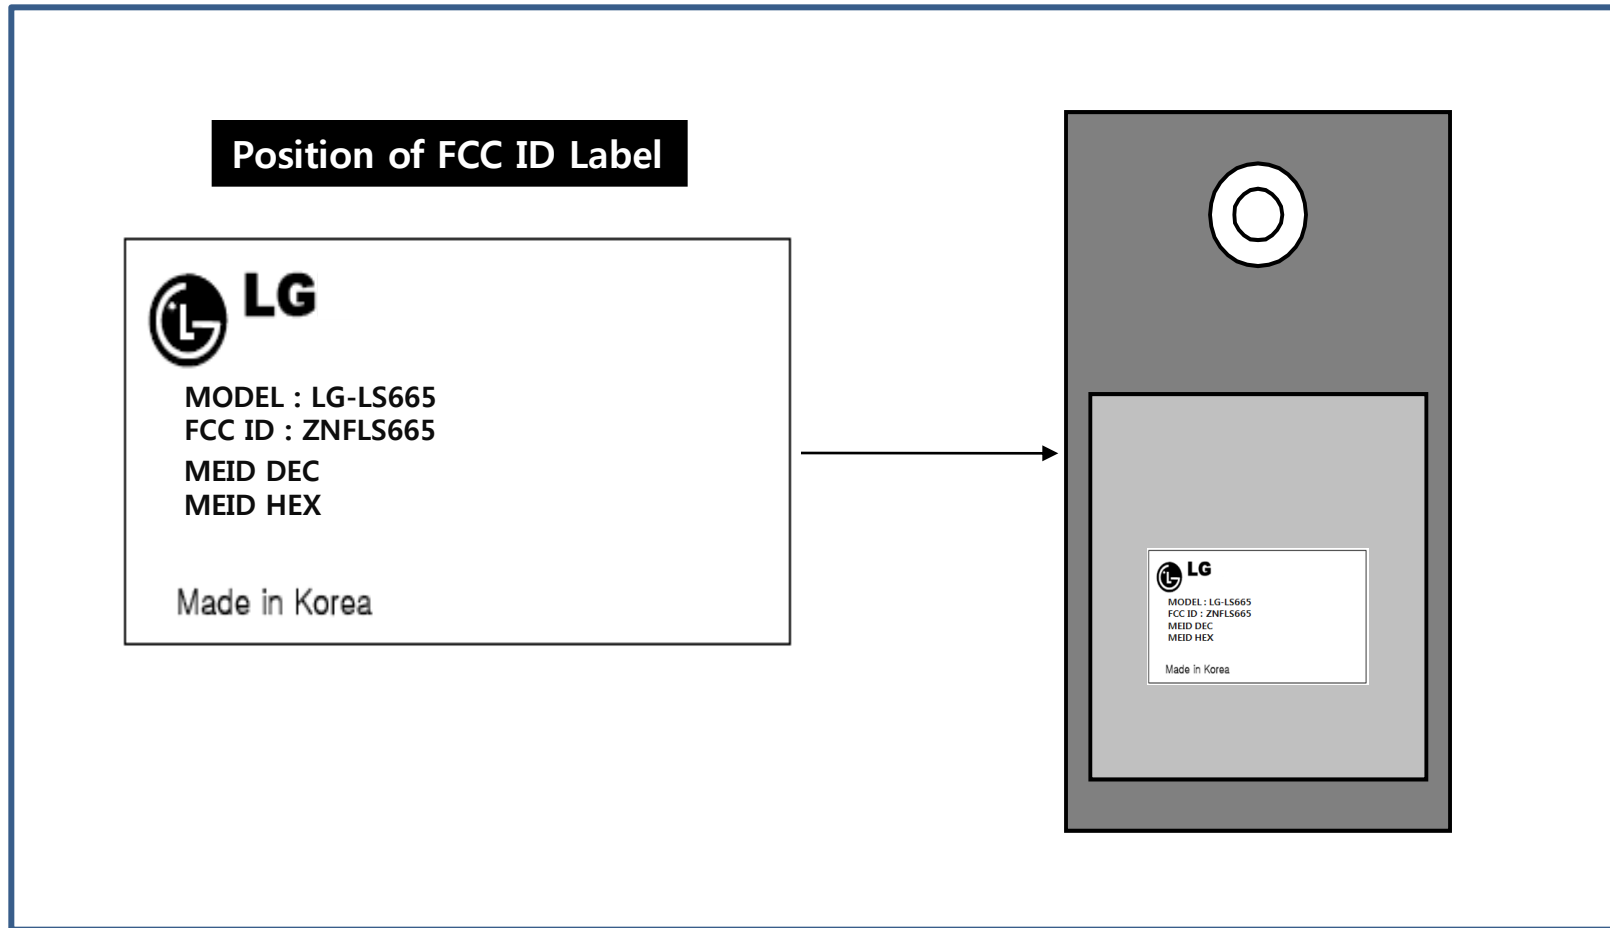 Position of FCC ID Label
LG
MODEL : LG-LS665
FCC ID : ZNFLS665
MEID DEC
MEID HEX
Made in Korea
LG
MODEL : LG-LS665
FCC ID : ZNFLS665
MEID DEC
MEID HEX
Made in Korea